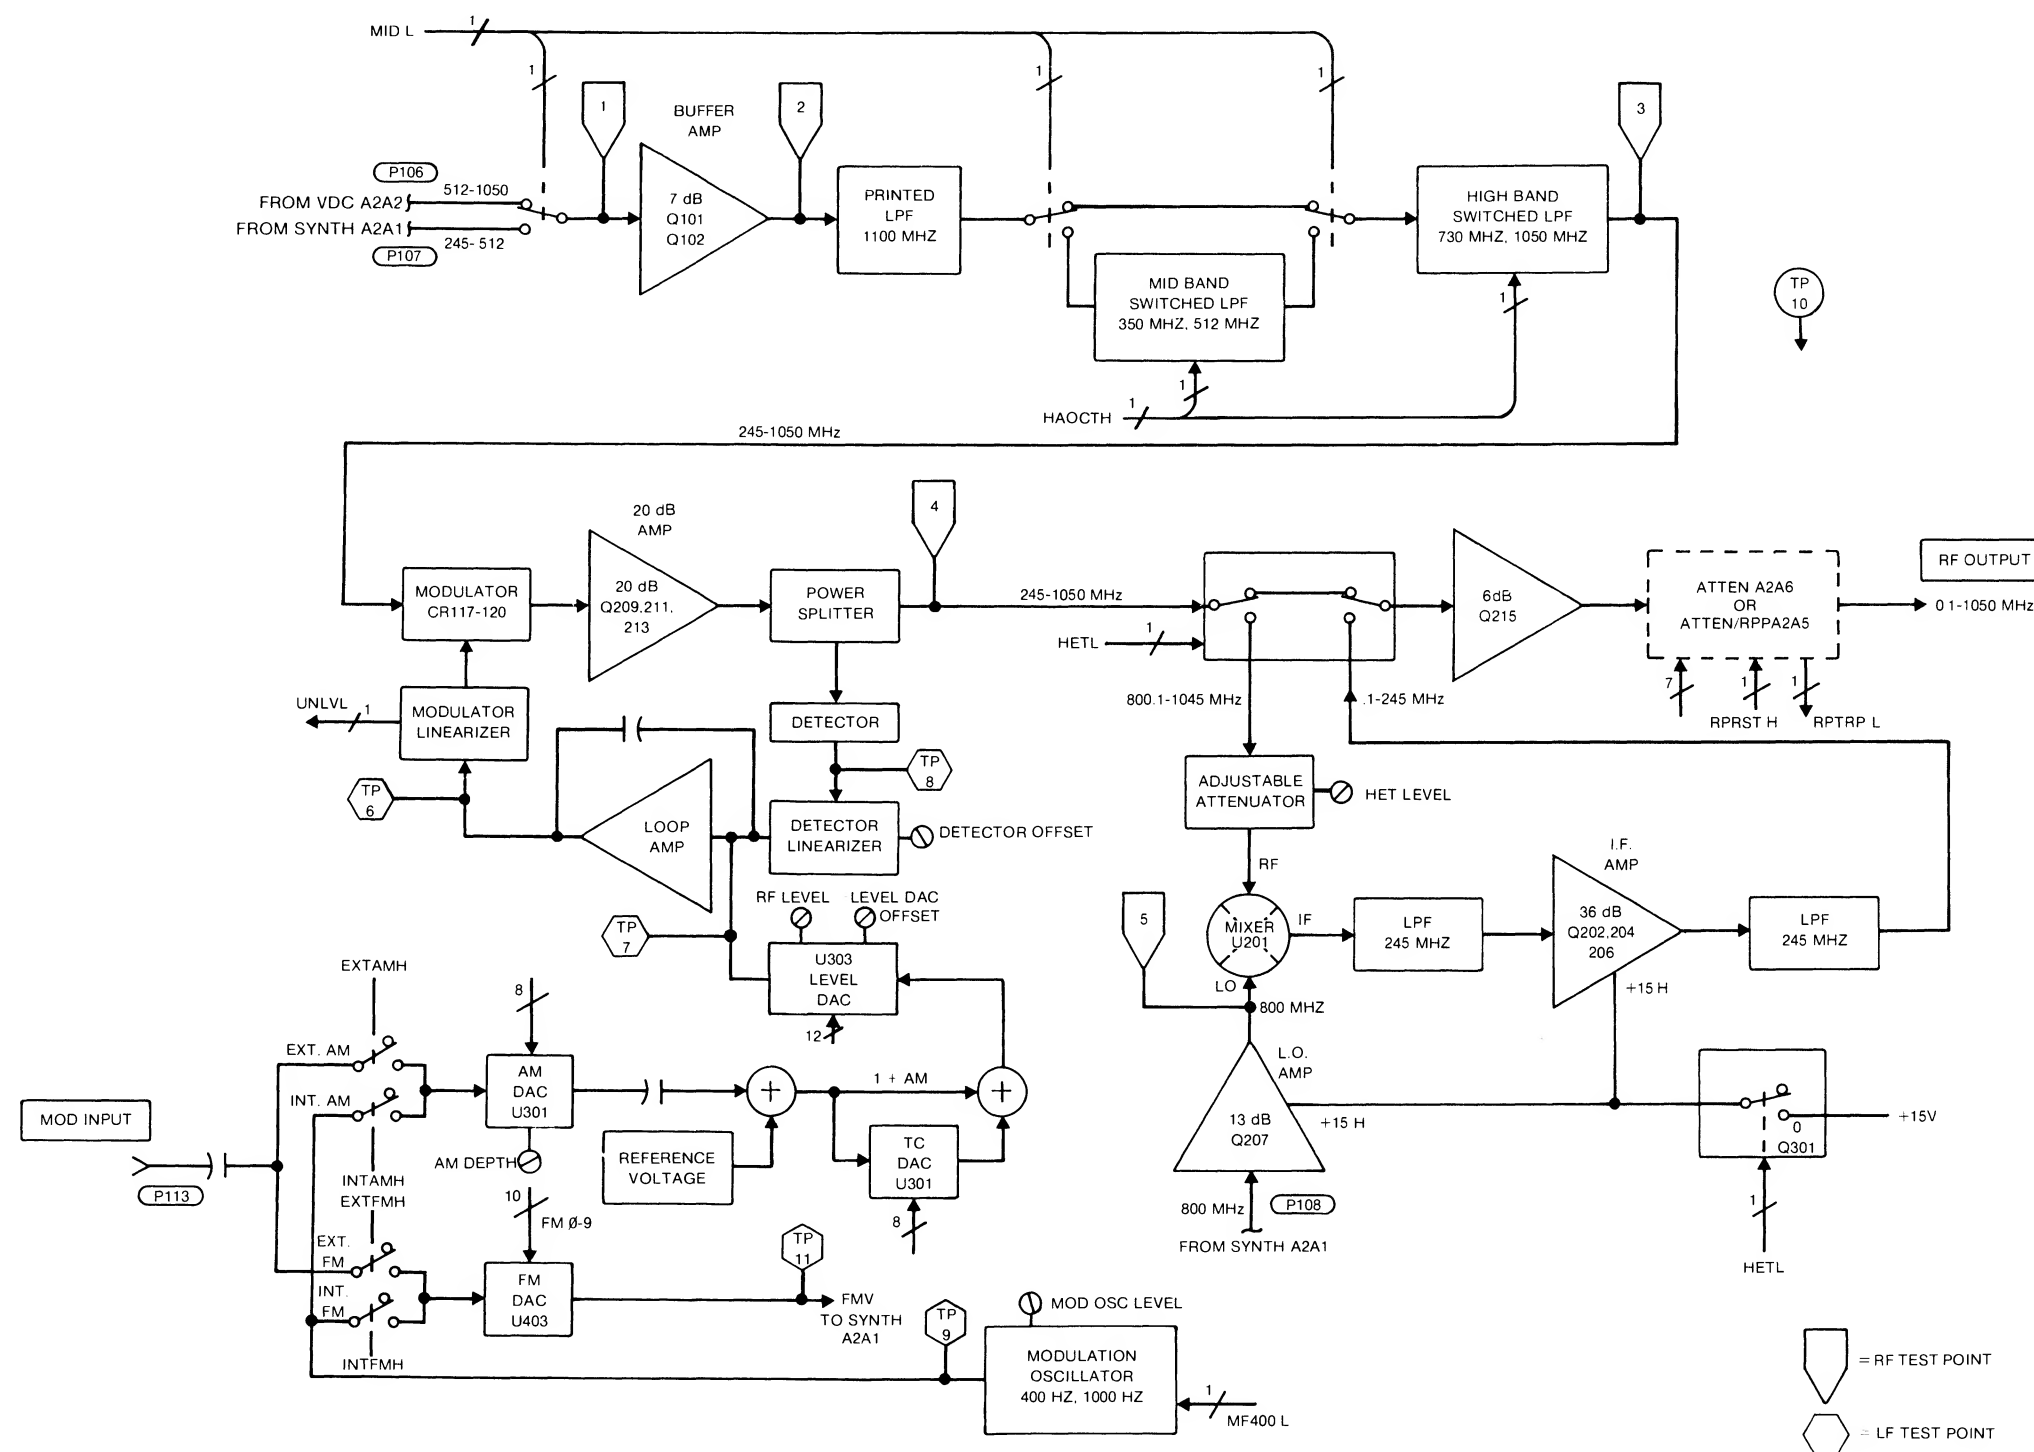 MID L
1
1
1
1
1
2
3
BUFFER
AMP
P106
512-1050
FROM VDC A2A2
FROM SYNTH A2A1
245-512
P107
7 dB
Q101
Q102
PRINTED
LPF
1100 MHZ
HIGH BAND
SWITCHED LPF
730 MHZ, 1050 MHZ
MID BAND
SWITCHED LPF
350 MHZ, 512 MHZ
1
1
HAOCTH
1
TP
10
245-1050 MHz
20 dB
AMP
4
MODULATOR
CR117-120
20 dB
Q209,211,
213
POWER
SPLITTER
245-1050 MHz
HETL
1
6dB
Q215
ATTEN A2A6
OR
ATTEN/RPPA2A5
RF OUTPUT
0 1-1050 MHz
7
1
1
RPRST H
RPTRP L
UNLVL
1
MODULATOR
LINEARIZER
DETECTOR
800.1-1045 MHz
.1-245 MHz
TP
6
TP
8
LOOP
AMP
DETECTOR
LINEARIZER
DETECTOR OFFSET
ADJUSTABLE
ATTENUATOR
HET LEVEL
RF
RF LEVEL
LEVEL DAC
OFFSET
TP
7
U303
LEVEL
DAC
12
5
MIXER
U201
IF
LO
800 MHZ
LPF
245 MHZ
I.F.
AMP
36 dB
Q202,204
206
LPF
245 MHZ
+15 H
EXTAMH
8
EXT. AM
INT. AM
AM
DAC
U301
AM DEPTH
1 + AM
REFERENCE
VOLTAGE
TC
DAC
U301
8
L.O.
AMP
13 dB
Q207
+15 H
0
Q301
+15V
1
HETL
MOD INPUT
P113
INTAMH
EXTFMH
10
FM Ø-9
800 MHz
P108
FROM SYNTH A2A1
EXT.
FM
INT.
FM
FM
DAC
U403
INTFMH
TP
11
FMV
TO SYNTH
A2A1
TP
9
MOD OSC LEVEL
MODULATION
OSCILLATOR
400 HZ, 1000 HZ
1
MF400 L
= RF TEST POINT
= LF TEST POINT